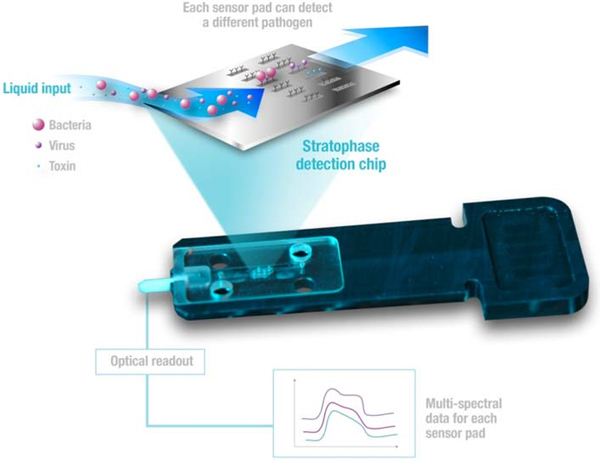 Each sensor pad can detect
a different pathogen
Liquid input
Bacteria
Virus
Toxin
Stratophase
detection chip
Optical readout
Multi-spectral
data for each
sensor pad